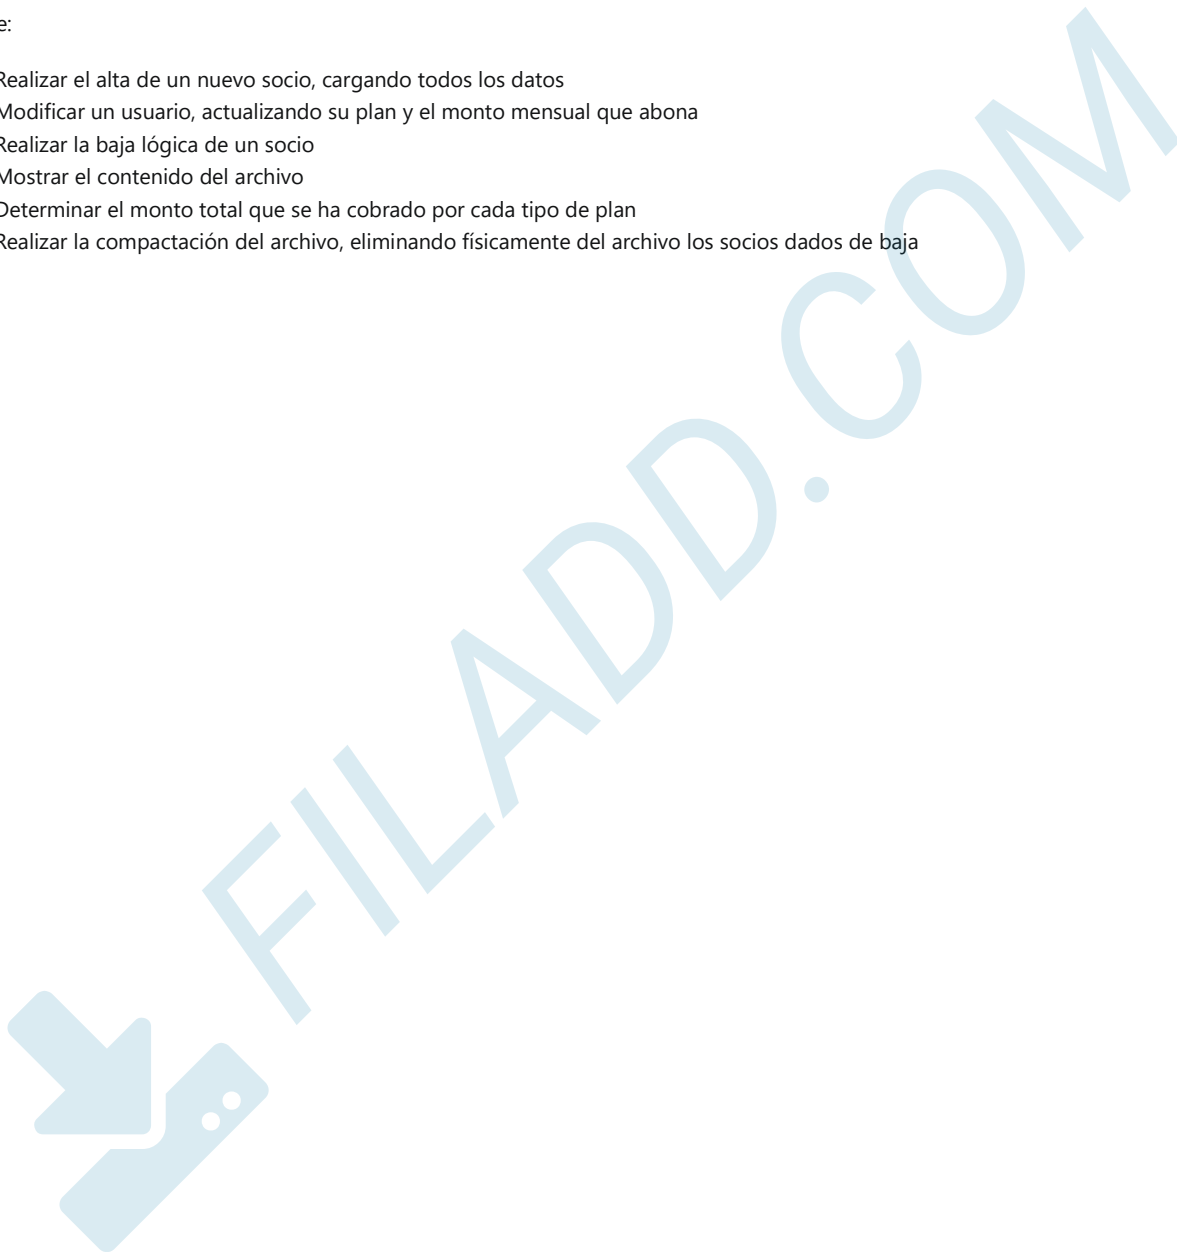 e:
Realizar el alta de un nuevo socio, cargando todos los datos
Modificar un usuario, actualizando su plan y el monto mensual que abona
Realizar la baja lógica de un socio
Mostrar el contenido del archivo
Determinar el monto total que se ha cobrado por cada tipo de plan
Realizar la compactación del archivo, eliminando físicamente del archivo los socios dados de baja
FILADD.COM